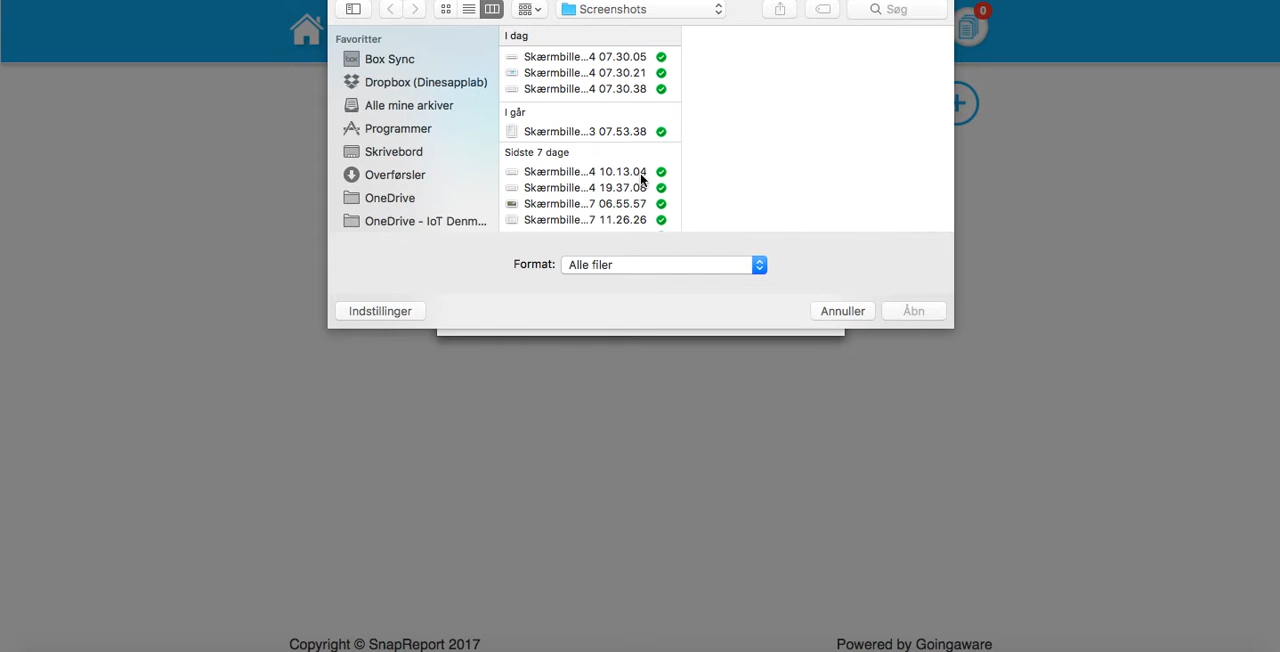 Screenshots
Søg
0
Favoritter
Box Sync
Dropbox (Dinesapplab)
Alle mine arkiver
Programmer
Skrivebord
Overførsler
OneDrive
OneDrive - IoT Denm...
I dag
Skærmbille...4 07.30.05
Skærmbille...4 07.30.21
Skærmbille...4 07.30.38
I går
Skærmbille...3 07.53.38
Sidste 7 dage
Skærmbille...4 10.13.04
Skærmbille...4 19.37.06
Skærmbille...7 06.55.57
Skærmbille...7 11.26.26
Format: Alle filer
Indstillinger
Annuller
Åbn
Copyright © SnapReport 2017
Powered by Goingaware